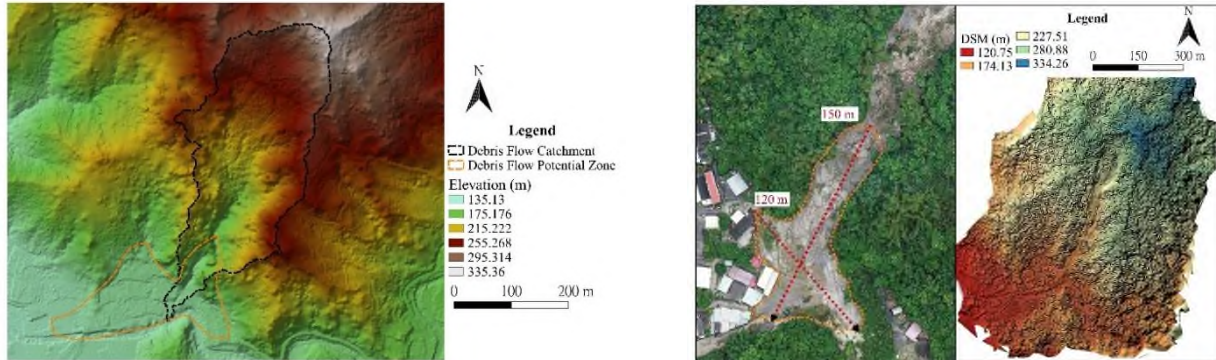 N
Legend
Debris Flow Catchment
Debris Flow Potential Zone
Elevation (m)
135.13
175.176
215.222
255.268
295.314
335.36
0 100 200 m
150 m
120 m
Legend
DSM (m)
120.75
174.13
227.51
280.88
334.26
N
0 150 300 m